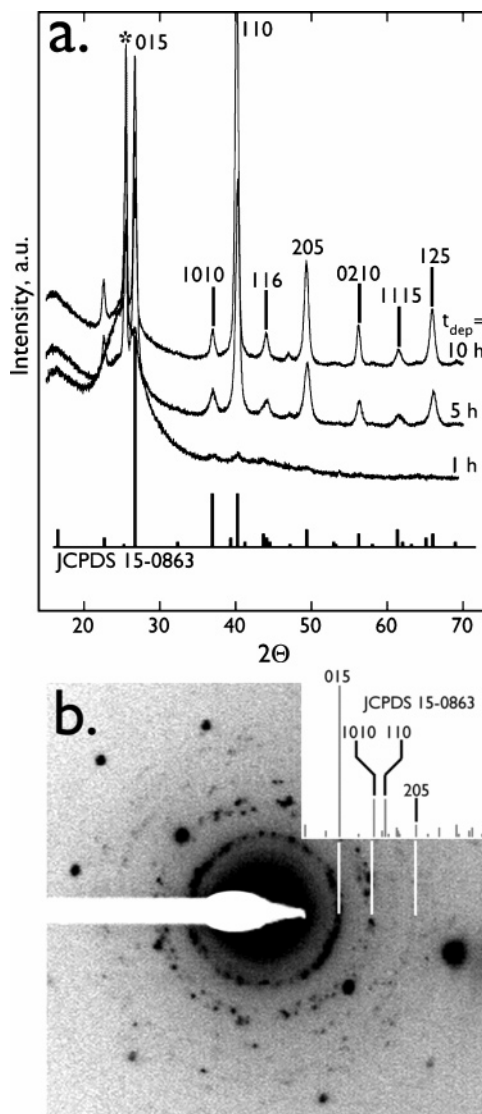 a.
*
015
110
1010
116
205
0210
1115
125
t dep=
10 h
5 h
1 h
Intensity, a.u.
JCPDS 15-0863
20 30 40 50 60 70
2Θ
b.
015
JCPDS 15-0863
1010 110
205